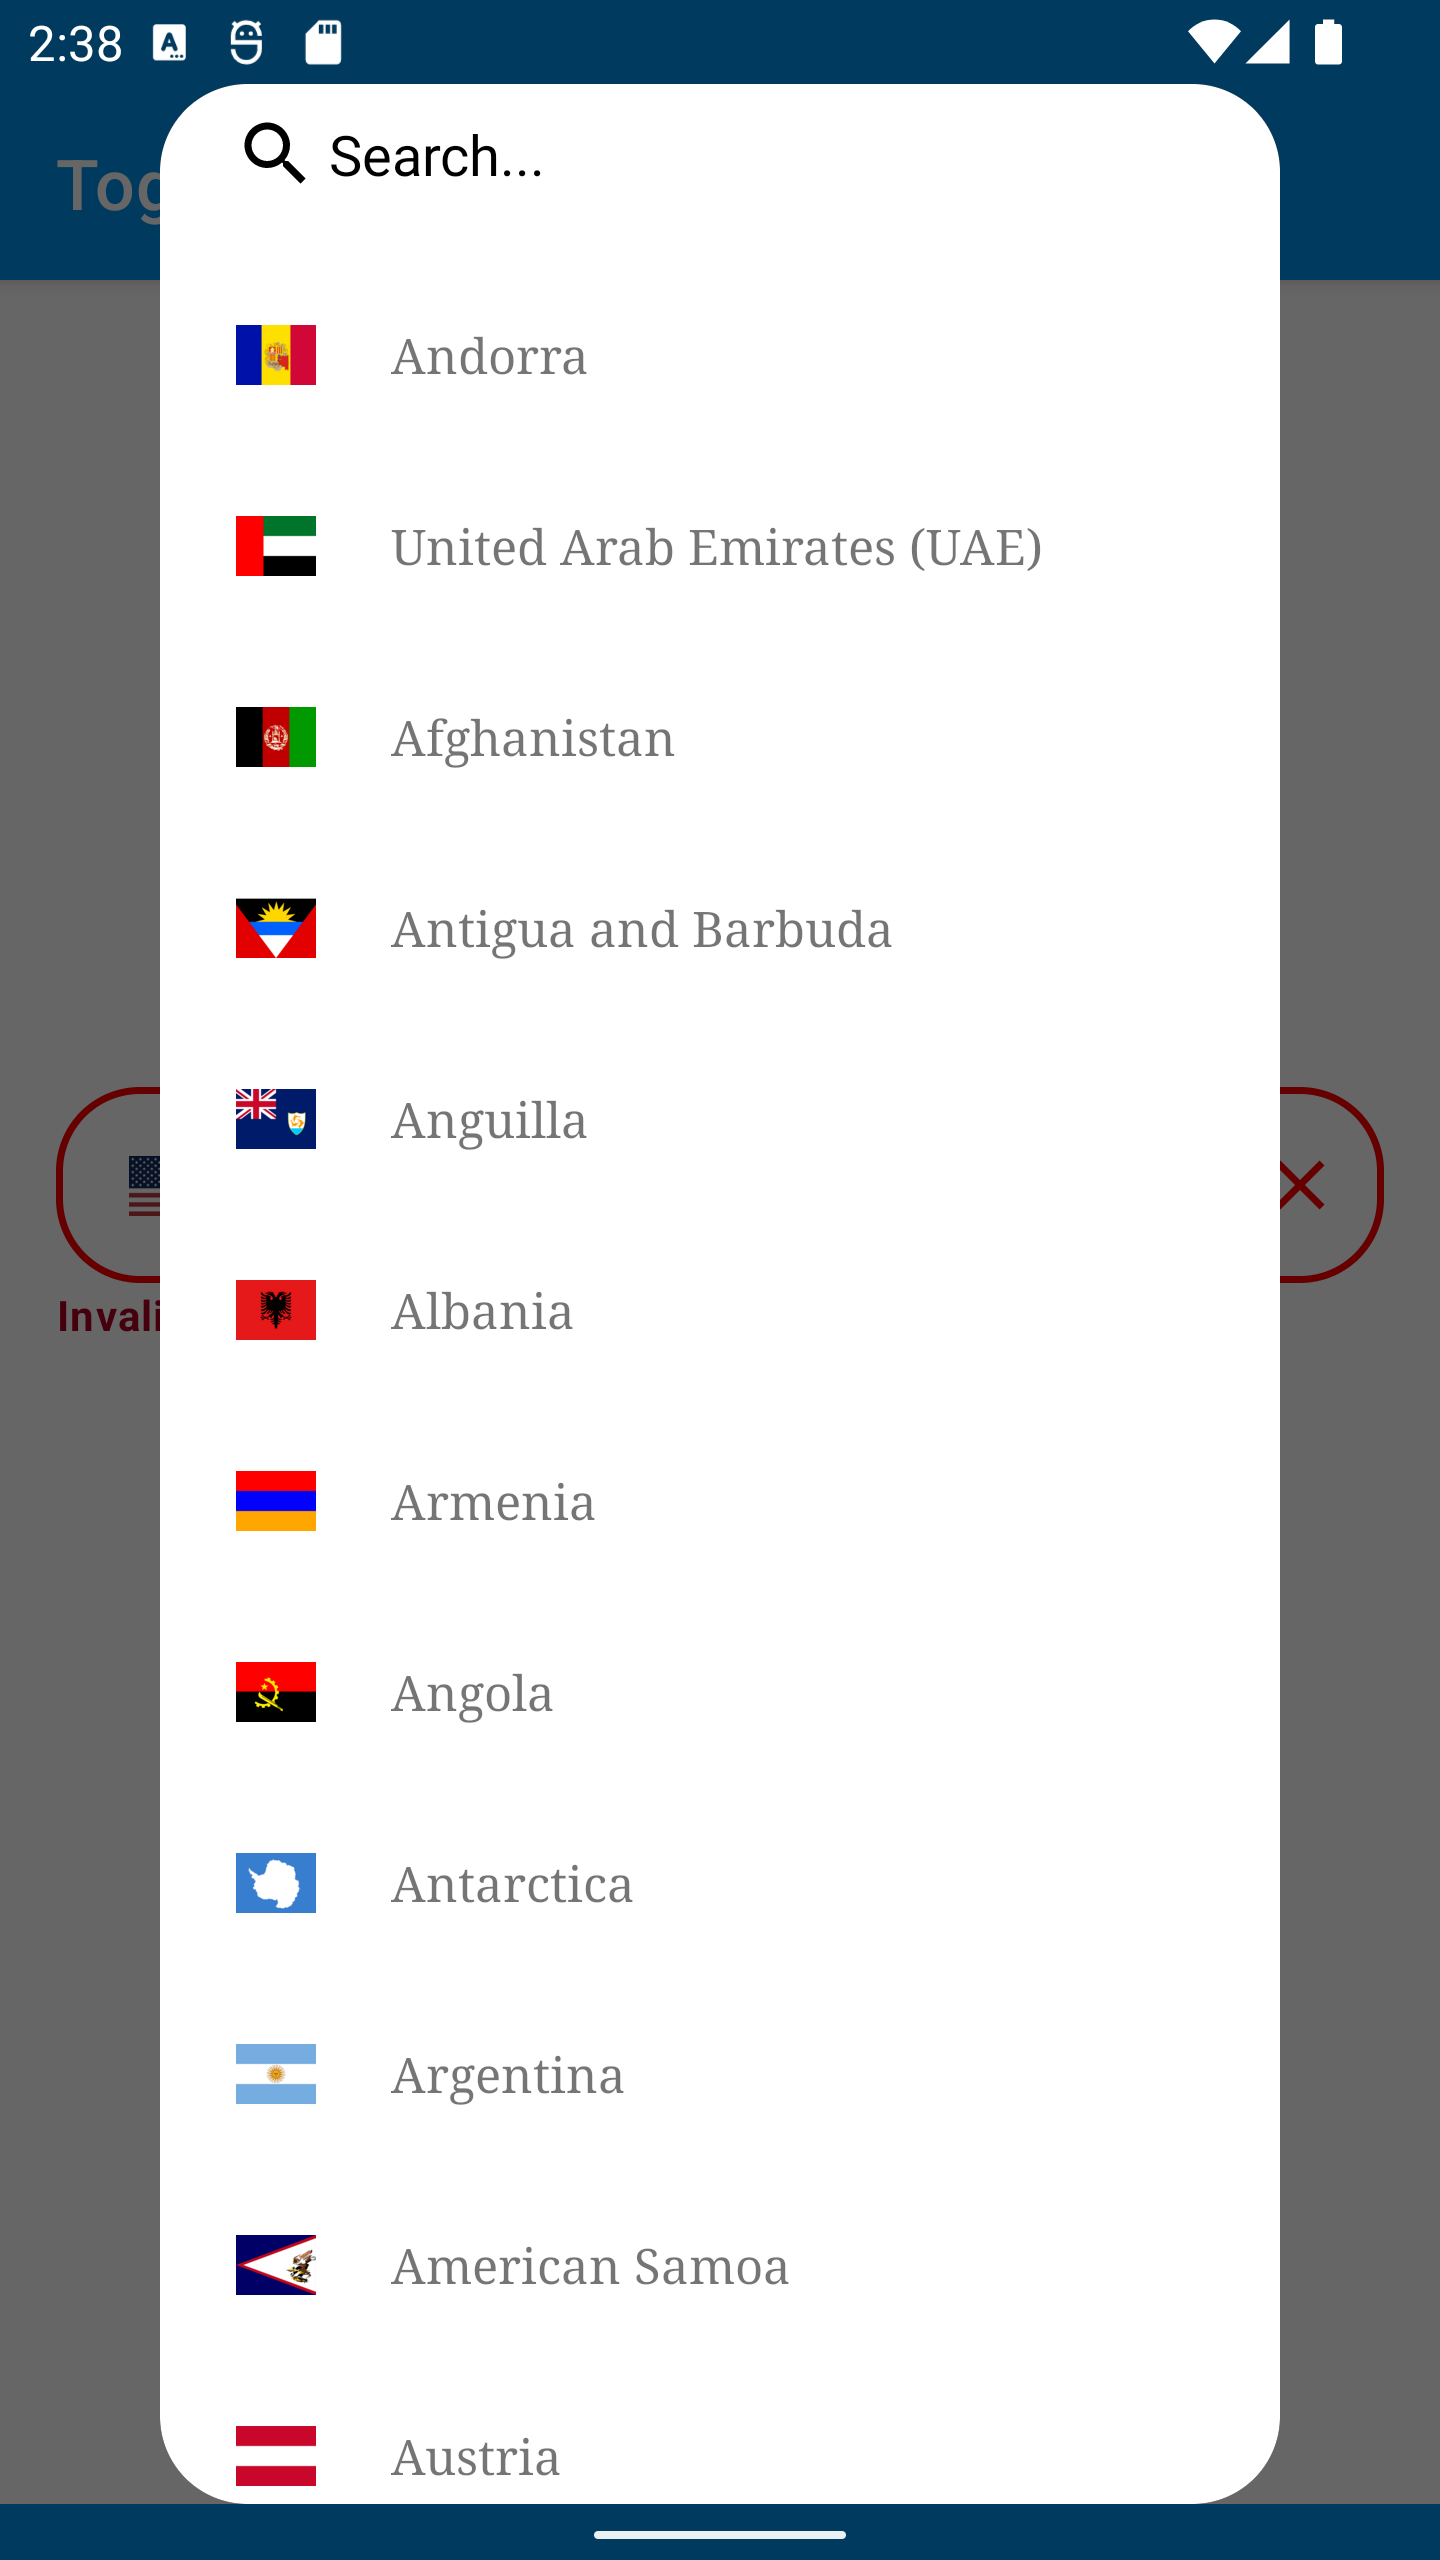 2:38
Search...
Tog
Andorra
United Arab Emirates (UAE)
Afghanistan
Antigua and Barbuda
Anguilla
Albania
Invali
Armenia
Angola
Antarctica
Argentina
American Samoa
Austria